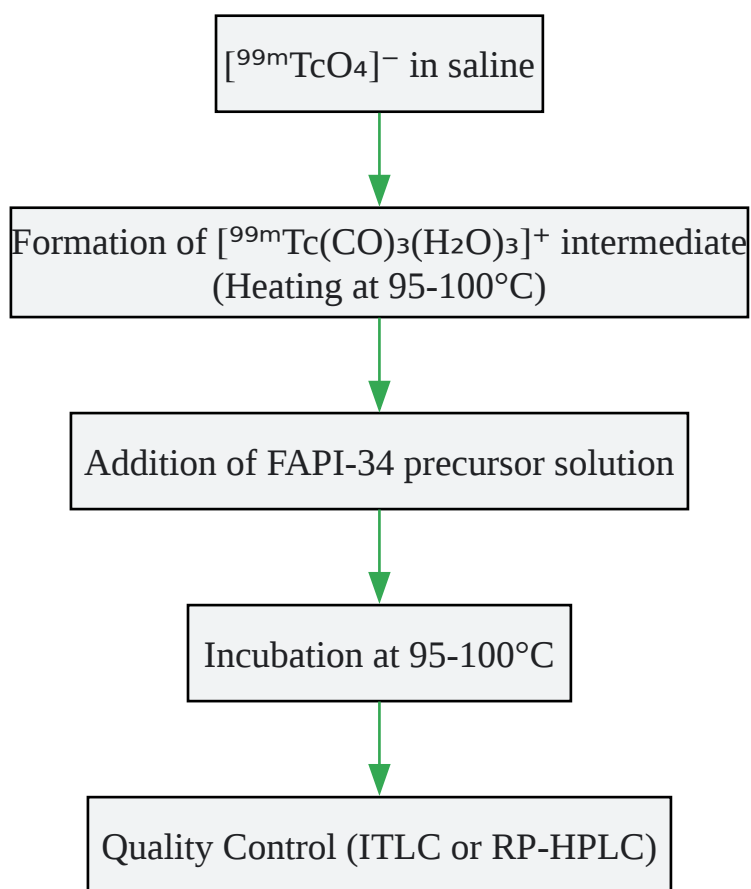 [⁹⁹ᵐTcO₄]⁻ in saline
Formation of [⁹⁹ᵐTc(CO)₃(H₂O)₃]⁺ intermediate
(Heating at 95-100°C)
Addition of FAPI-34 precursor solution
Incubation at 95-100°C
Quality Control (ITLC or RP-HPLC)